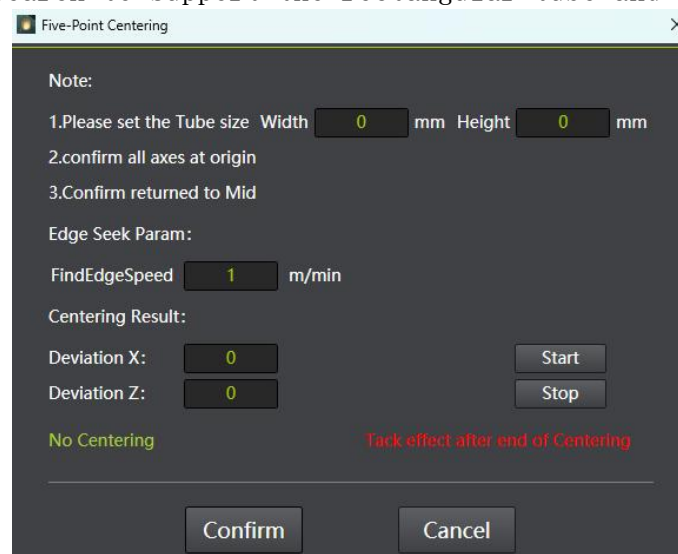 Five-Point Centering
Note:
1.Please set the Tube size Width 0 mm Height 0 mm
2.confirm all axes at origin
3.Confirm returned to Mid
Edge Seek Param:
FindEdgeSpeed 1 m/min
Centering Result:
Deviation X: 0 Start
Deviation Z: 0 Stop
No Centering Tack effect after end of Centering
Confirm Cancel